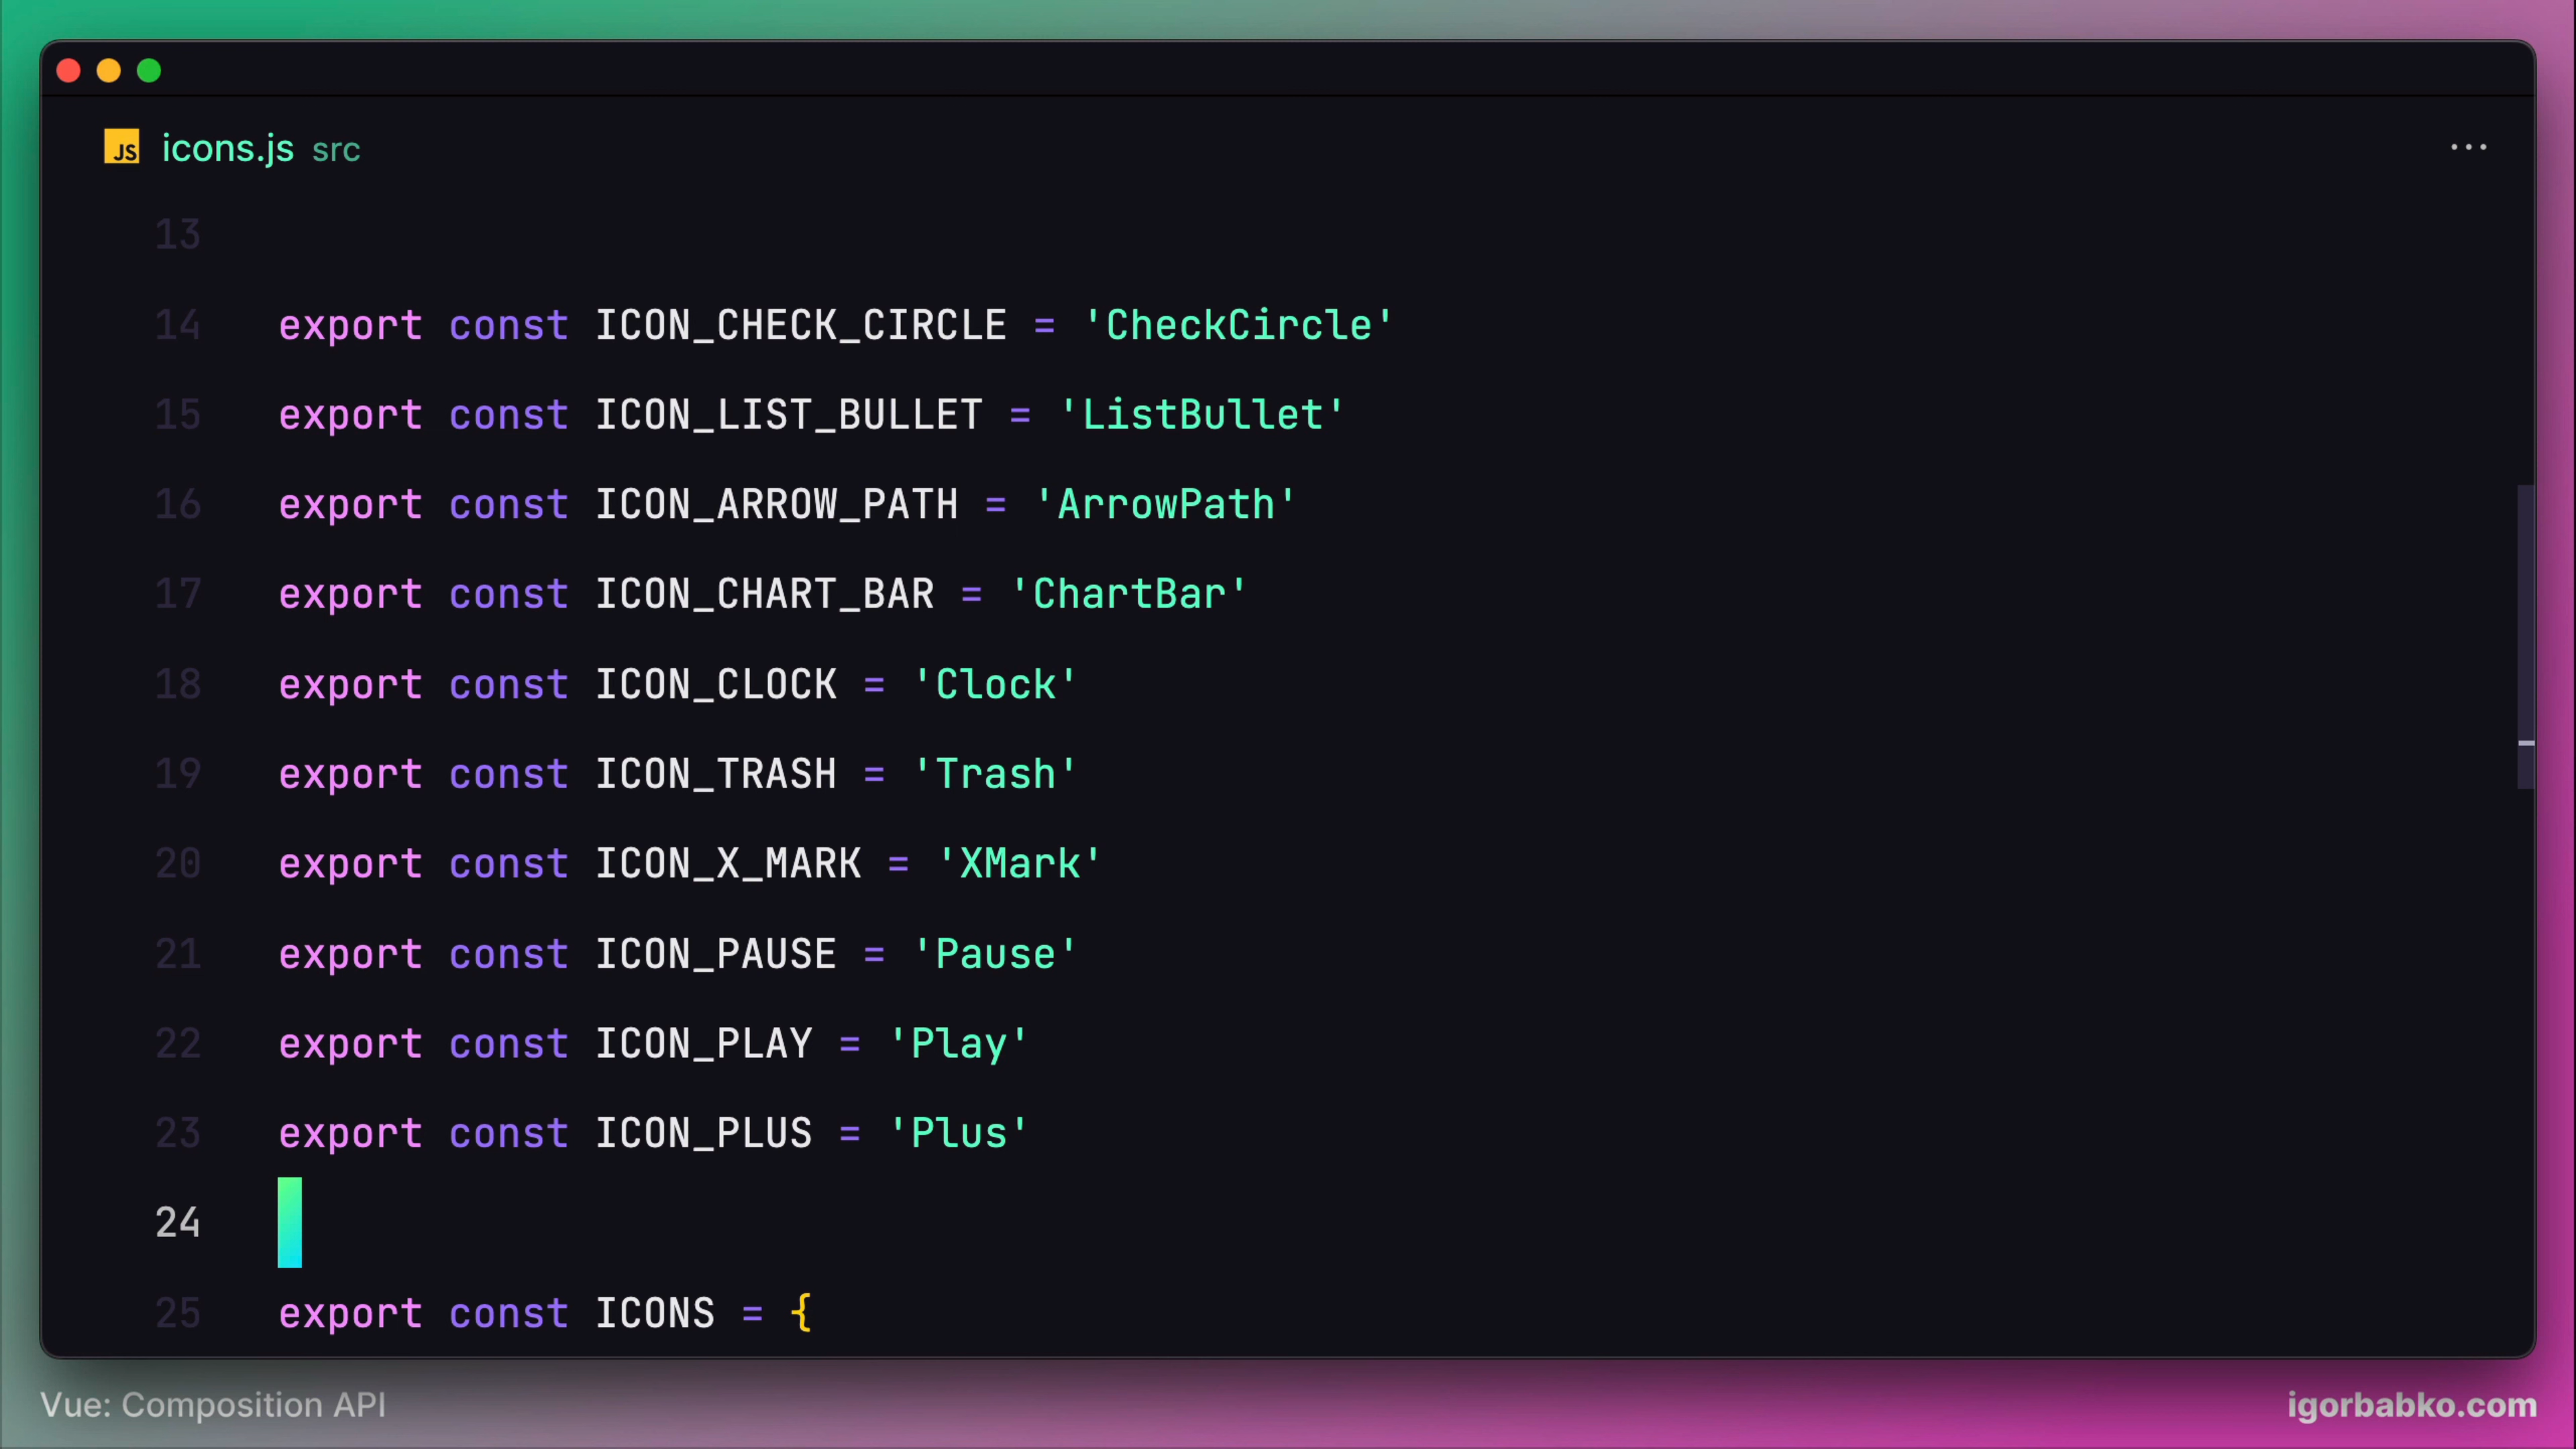 JS icons.js src ...
13
14 export const ICON_CHECK_CIRCLE = 'CheckCircle'
15 export const ICON_LIST_BULLET = 'ListBullet'
16 export const ICON_ARROW_PATH = 'ArrowPath'
17 export const ICON_CHART_BAR = 'ChartBar'
18 export const ICON_CLOCK = 'Clock'
19 export const ICON_TRASH = 'Trash'
20 export const ICON_X_MARK = 'XMark'
21 export const ICON_PAUSE = 'Pause'
22 export const ICON_PLAY = 'Play'
23 export const ICON_PLUS = 'Plus'
24
25 export const ICONS = {
Vue: Composition API
igorbabko.com